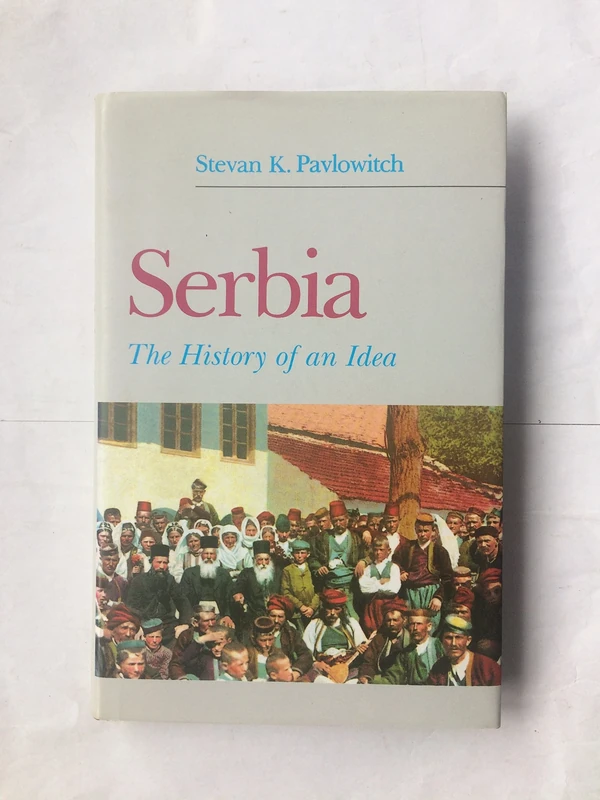 Stevan K. Pavlowitch
Serbia
The History of an Idea